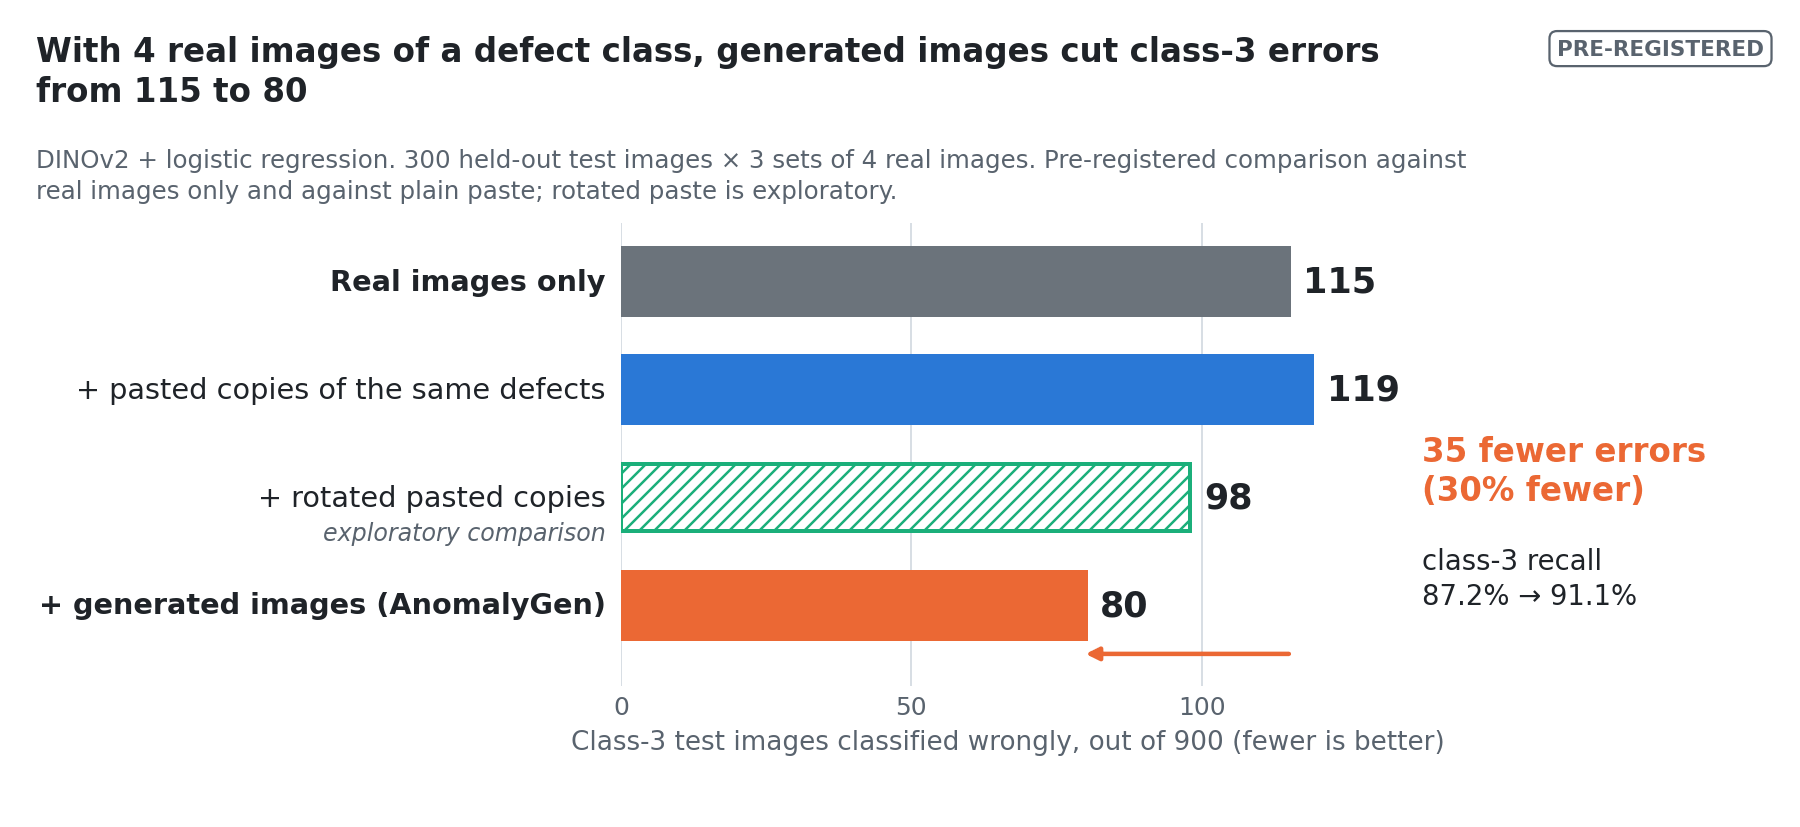 With 4 real images of a defect class, generated images cut class-3 errors
from 115 to 80
PRE-REGISTERED
DINOv2 + logistic regression. 300 held-out test images × 3 sets of 4 real images. Pre-registered comparison against
real images only and against plain paste; rotated paste is exploratory.
Real images only
115
+ pasted copies of the same defects
119
+ rotated pasted copies
exploratory comparison
98
+ generated images (AnomalyGen)
80
35 fewer errors
(30% fewer)
class-3 recall
87.2% → 91.1%
0 50 100
Class-3 test images classified wrongly, out of 900 (fewer is better)